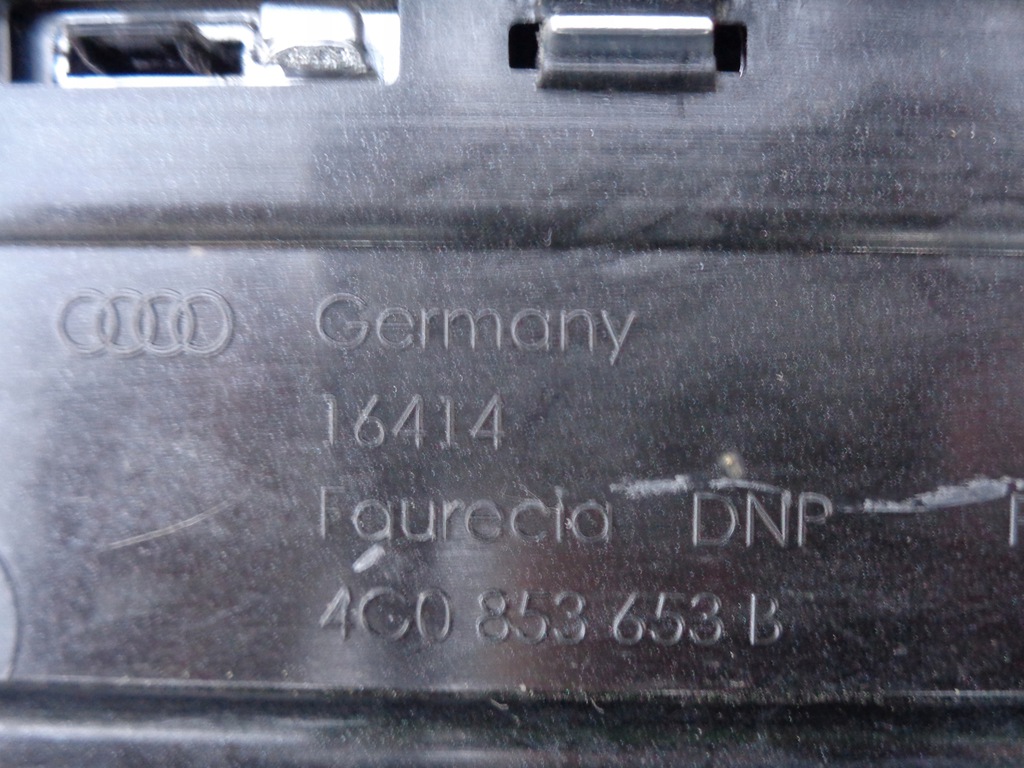 Germany
16414
Faurecia DNP
4G0 853 653 B